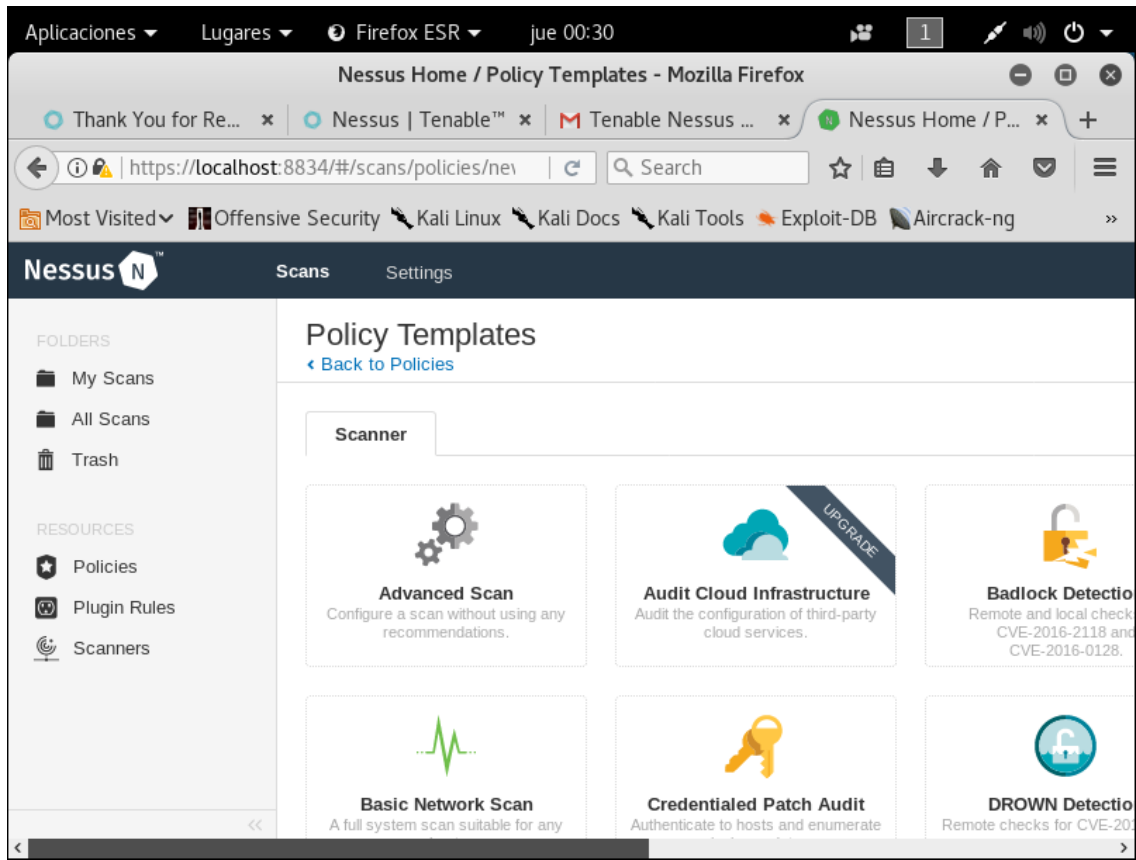 Aplicaciones Lugares Firefox ESR jue 00:30 1
Nessus Home / Policy Templates - Mozilla Firefox
Thank You for Re... Nessus | Tenable™ Tenable Nessus ... Nessus Home / P...
https://localhost:8834/#/scans/policies/nev Search
Most Visited Offensive Security Kali Linux Kali Docs Kali Tools Exploit-DB Aircrack-ng »
Nessus N ™ Scans Settings
FOLDERS
My Scans
All Scans
Trash
RESOURCES
Policies
Plugin Rules
Scanners
Policy Templates
Back to Policies
Scanner
Advanced Scan
Configure a scan without using any
recommendations.
UPGRADE
Audit Cloud Infrastructure
Audit the configuration of third-party
cloud services.
Badlock Detectio
Remote and local check
CVE-2016-2118 and
CVE-2016-0128.
Basic Network Scan
A full system scan suitable for any
Credentialed Patch Audit
Authenticate to hosts and enumerate
DROWN Detectio
Remote checks for CVE-201